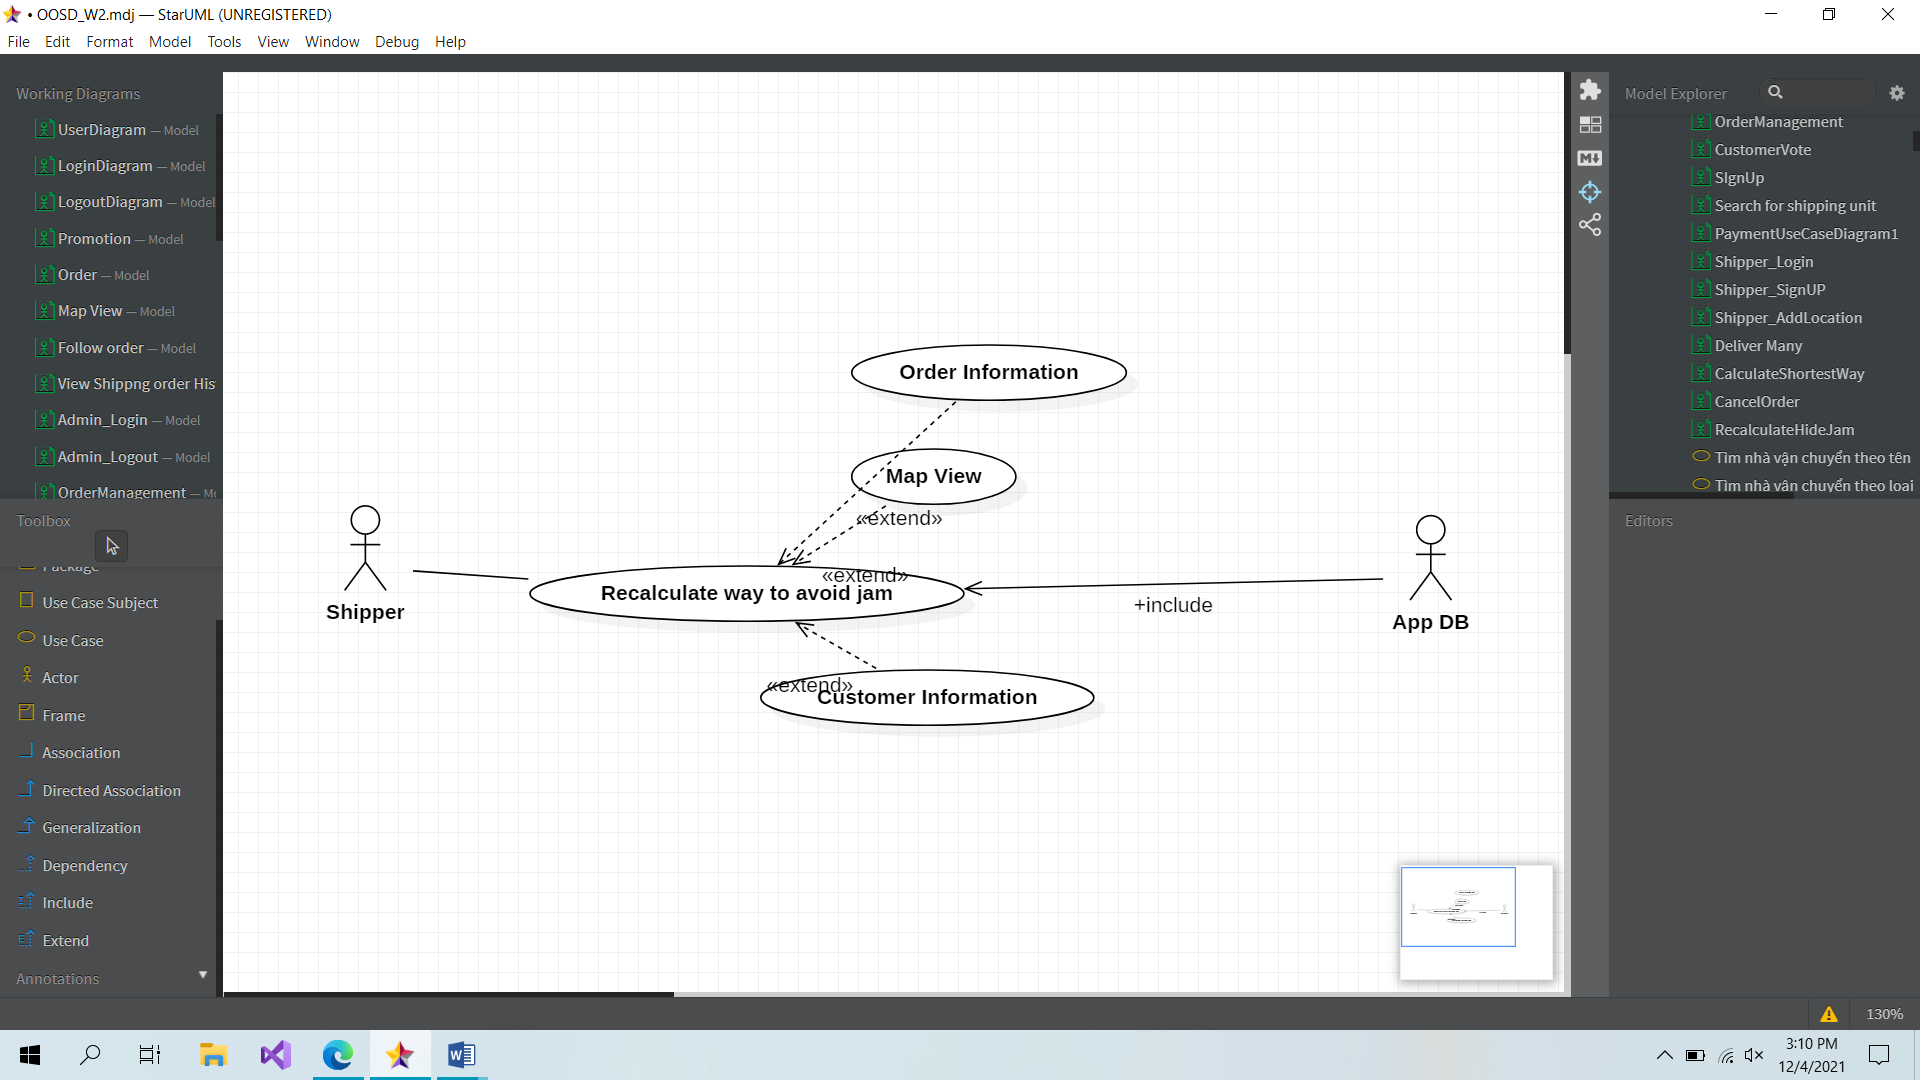 • OOSD_W2.mdj — StarUML (UNREGISTERED)
File Edit Format Model Tools View Window Debug Help
Working Diagrams
UserDiagram — Model
LoginDiagram — Model
LogoutDiagram — Model
Promotion — Model
Order — Model
Map View — Model
Follow order — Model
View Shippng order His
Admin_Login — Model
Admin_Logout — Model
OrderManagement — Mo
Toolbox
Package
Use Case Subject
Use Case
Actor
Frame
Association
Directed Association
Generalization
Dependency
Include
Extend
Annotations
Order Information
Map View
«extend»
«extend»
Recalculate way to avoid jam
Shipper
+include
App DB
«extend»
Customer Information
Model Explorer
OrderManagement
CustomerVote
SIgnUp
Search for shipping unit
PaymentUseCaseDiagram1
Shipper_Login
Shipper_SignUP
Shipper_AddLocation
Deliver Many
CalculateShortestWay
CancelOrder
RecalculateHideJam
Tìm nhà vận chuyển theo tên
Tìm nhà vận chuyển theo loại
Editors
130%
3:10 PM
12/4/2021